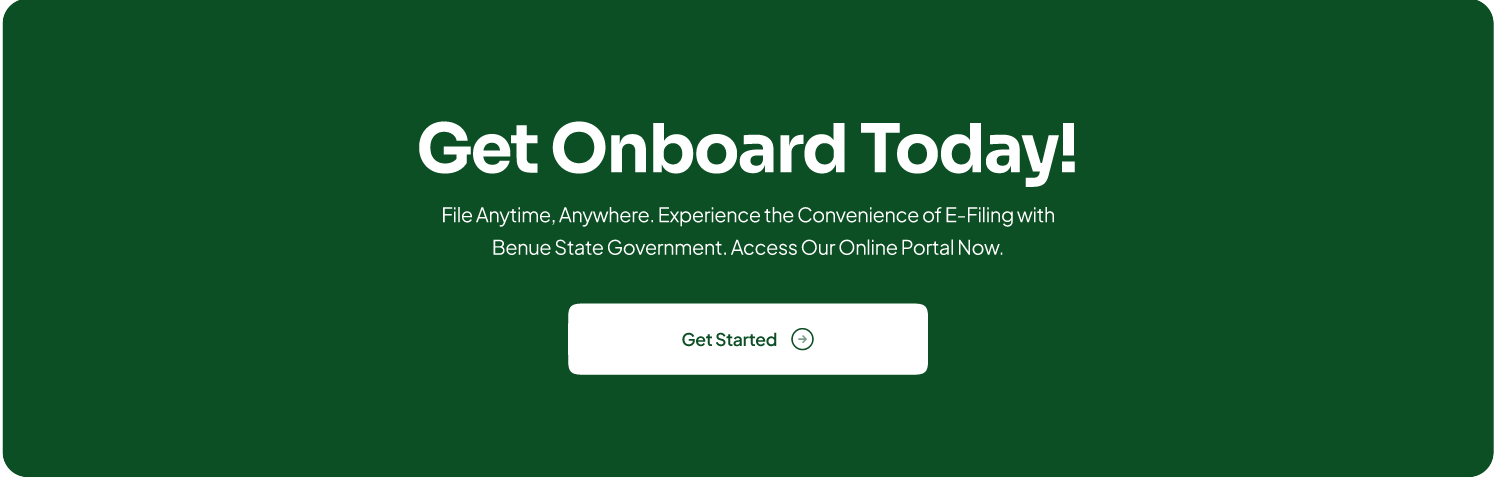 Get Onboard Today!
File Anytime, Anywhere. Experience the Convenience of E-Filing with
Benue State Government. Access Our Online Portal Now.
Get Started